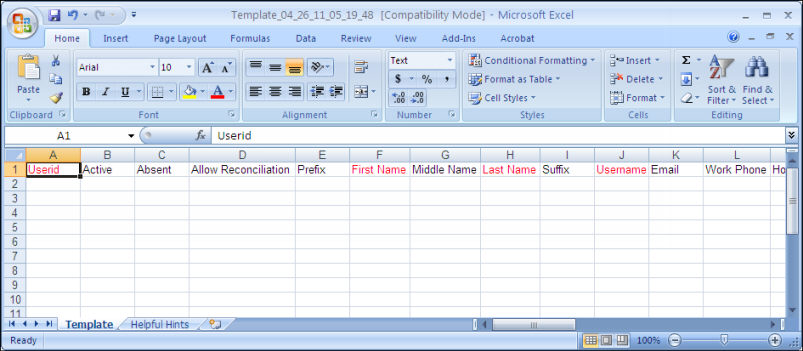 Template_04_26_11_05_19_48 [Compatibility Mode] - Microsoft Excel
Home Insert Page Layout Formulas Data Review View Add-Ins Acrobat
Paste
Clipboard
Arial 10 A A
B I U A
Font
Alignment
Text
$ % ,
.0 .00 .00 .0
Number
Conditional Formatting
Format as Table
Cell Styles
Styles
Insert
Delete
Format
Cells
Σ
Sort & Filter
Find & Select
Editing
A1 fx Userid
A B C D E F G H I J K L
1 Userid Active Absent Allow Reconciliation Prefix First Name Middle Name Last Name Suffix Username Email Work Phone Ho
2
3
4
5
6
7
8
9
10
11
Template Helpful Hints
Ready 100%